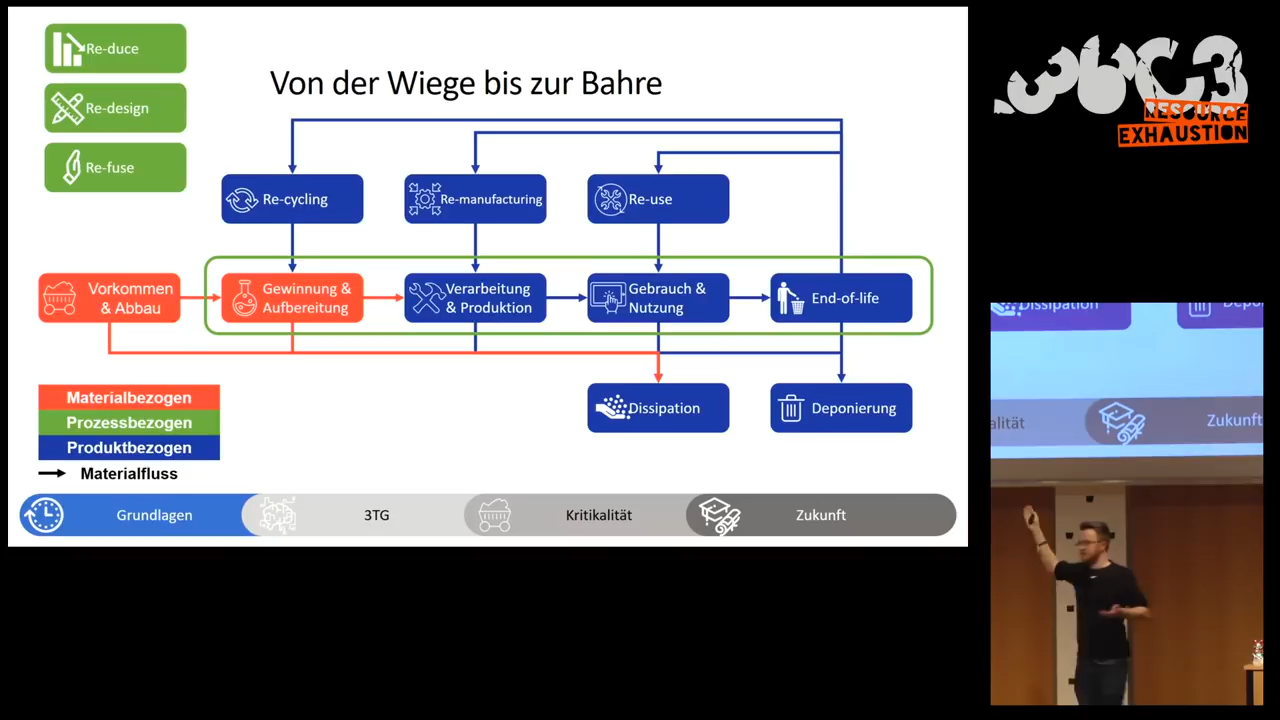 Re-duce
Re-design
Re-fuse
Von der Wiege bis zur Bahre
Re-cycling
Re-manufacturing
Re-use
Vorkommen
& Abbau
Gewinnung &
Aufbereitung
Verarbeitung
& Produktion
Gebrauch &
Nutzung
End-of-life
Dissipation
Deponierung
Materialbezogen
Prozessbezogen
Produktbezogen
Materialfluss
Grundlagen
3TG
Kritikalität
Zukunft
36C3
RESOURCE
EXHAUSTION
Dissipation
Depo
alität
Zukunft